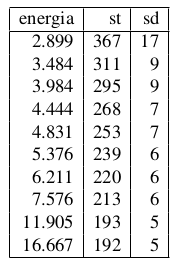 energia st sd
2.899 367 17
3.484 311 9
3.984 295 9
4.444 268 7
4.831 253 7
5.376 239 6
6.211 220 6
7.576 213 6
11.905 193 5
16.667 192 5